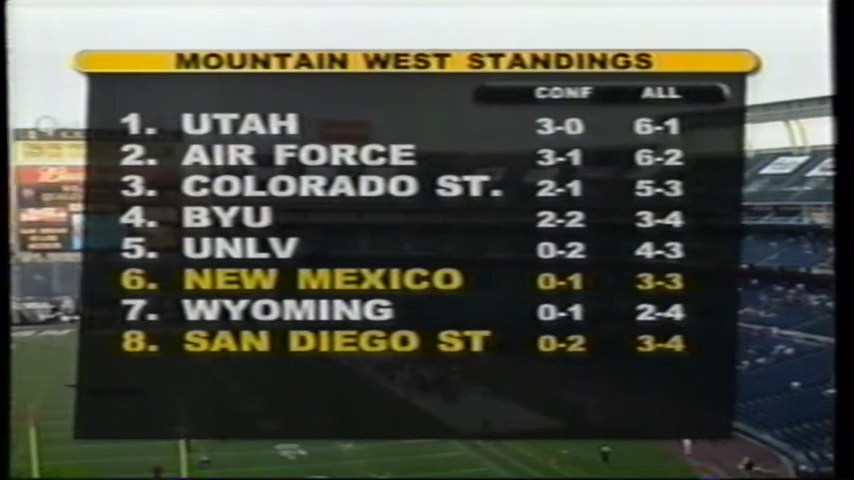 MOUNTAIN WEST STANDINGS
CONF ALL
1. UTAH 3-0 6-1
2. AIR FORCE 3-1 6-2
3. COLORADO ST. 2-1 5-3
4. BYU 2-2 3-4
5. UNLV 0-2 4-3
6. NEW MEXICO 0-1 3-3
7. WYOMING 0-1 2-4
8. SAN DIEGO ST 0-2 3-4